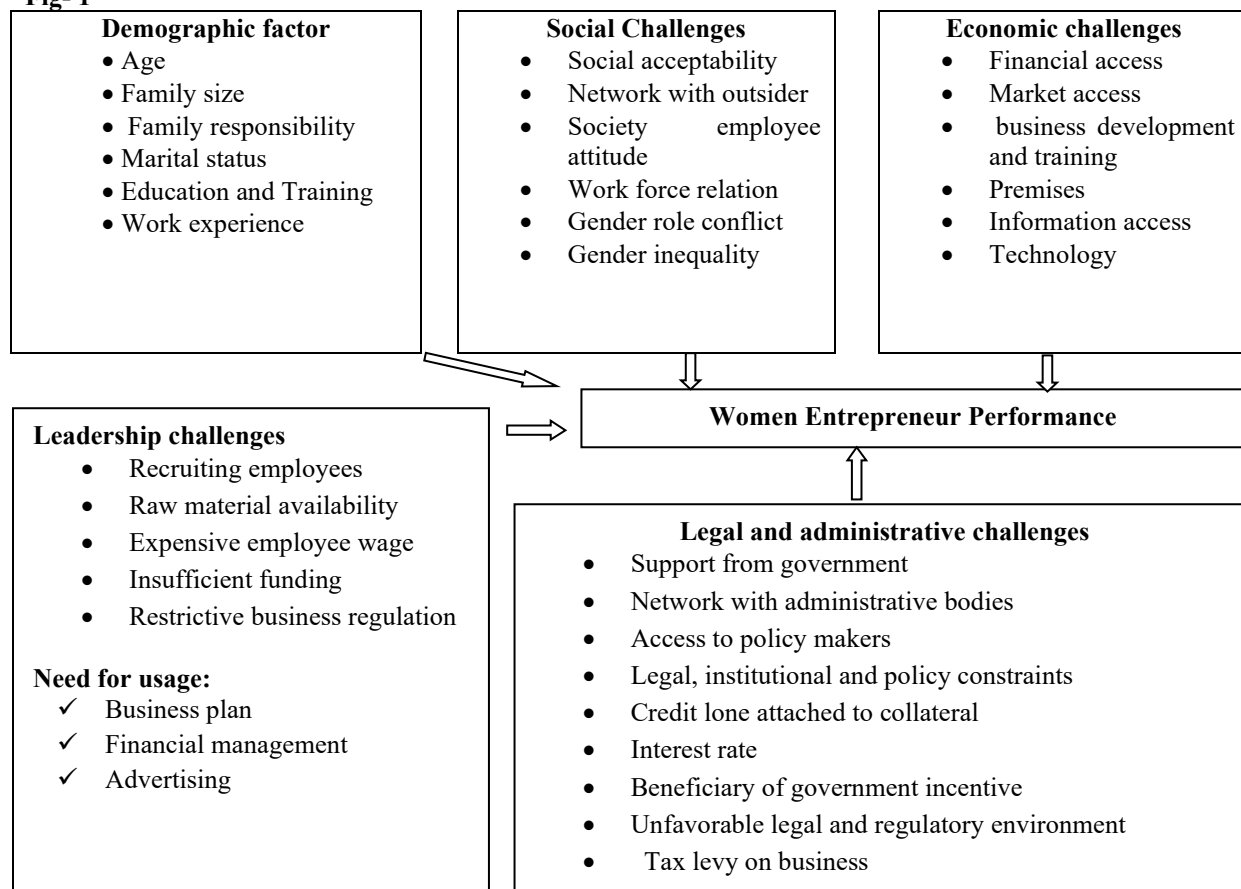 Fig- 1
Demographic factor
• Age
• Family size
• Family responsibility
• Marital status
• Education and Training
• Work experience
Social Challenges
• Social acceptability
• Network with outsider
• Society employee
attitude
• Work force relation
• Gender role conflict
• Gender inequality
Economic challenges
• Financial access
• Market access
• business development
and training
• Premises
• Information access
• Technology
Women Entrepreneur Performance
Leadership challenges
• Recruiting employees
• Raw material availability
• Expensive employee wage
• Insufficient funding
• Restrictive business regulation
Need for usage:
✓ Business plan
✓ Financial management
✓ Advertising
Legal and administrative challenges
• Support from government
• Network with administrative bodies
• Access to policy makers
• Legal, institutional and policy constraints
• Credit lone attached to collateral
• Interest rate
• Beneficiary of government incentive
• Unfavorable legal and regulatory environment
• Tax levy on business